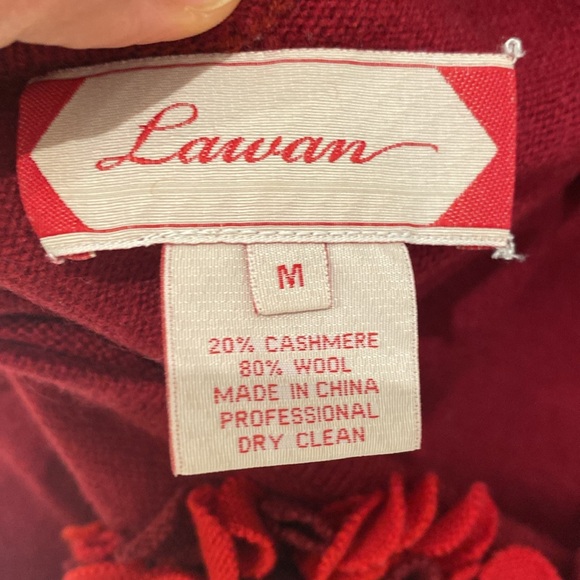 Lawan
M
20% CASHMERE
80% WOOL
MADE IN CHINA
PROFESSIONAL
DRY CLEAN